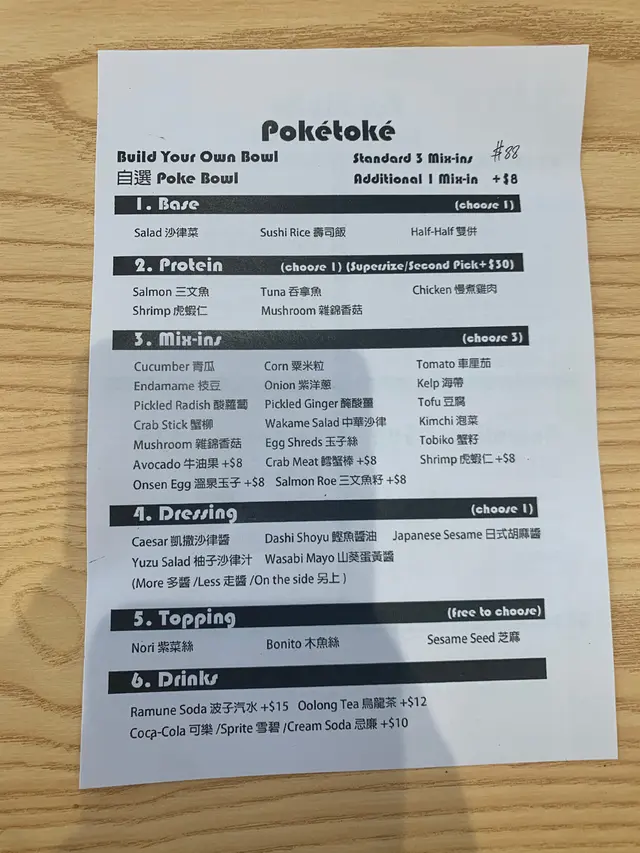 Pokétoké
Build Your Own Bowl Standard 3 Mix-ins #88
自選 Poke Bowl Additional 1 Mix-in +$8
1. Base (choose 1)
Salad 沙律菜 Sushi Rice 壽司飯 Half-Half 雙併
2. Protein (choose 1) (Supersize/Second Pick+$30)
Salmon 三文魚 Tuna 吞拿魚 Chicken 慢煮雞肉
Shrimp 虎蝦仁 Mushroom 雜錦香菇
3. Mix-ins (choose 3)
Cucumber 青瓜 Corn 粟米粒 Tomato 車厘茄
Endamame 枝豆 Onion 紫洋蔥 Kelp 海帶
Pickled Radish 酸蘿蔔 Pickled Ginger 醃酸薑 Tofu 豆腐
Crab Stick 蟹柳 Wakame Salad 中華沙律 Kimchi 泡菜
Mushroom 雜錦香菇 Egg Shreds 玉子絲 Tobiko 蟹籽
Avocado 牛油果 +$8 Crab Meat 鱈蟹棒 +$8 Shrimp 虎蝦仁 +$8
Onsen Egg 溫泉玉子 +$8 Salmon Roe 三文魚籽 +$8
4. Dressing (choose 1)
Caesar 凱撒沙律醬 Dashi Shoyu 鰹魚醬油 Japanese Sesame 日式胡麻醬
Yuzu Salad 柚子沙律汁 Wasabi Mayo 山葵蛋黃醬
(More 多醬 /Less 走醬 /On the side 另上 )
5. Topping (free to choose)
Nori 紫菜絲 Bonito 木魚絲 Sesame Seed 芝麻
6. Drinks
Ramune Soda 波子汽水 +$15 Oolong Tea 烏龍茶 +$12
Coca-Cola 可樂 /Sprite 雪碧 /Cream Soda 忌廉 +$10